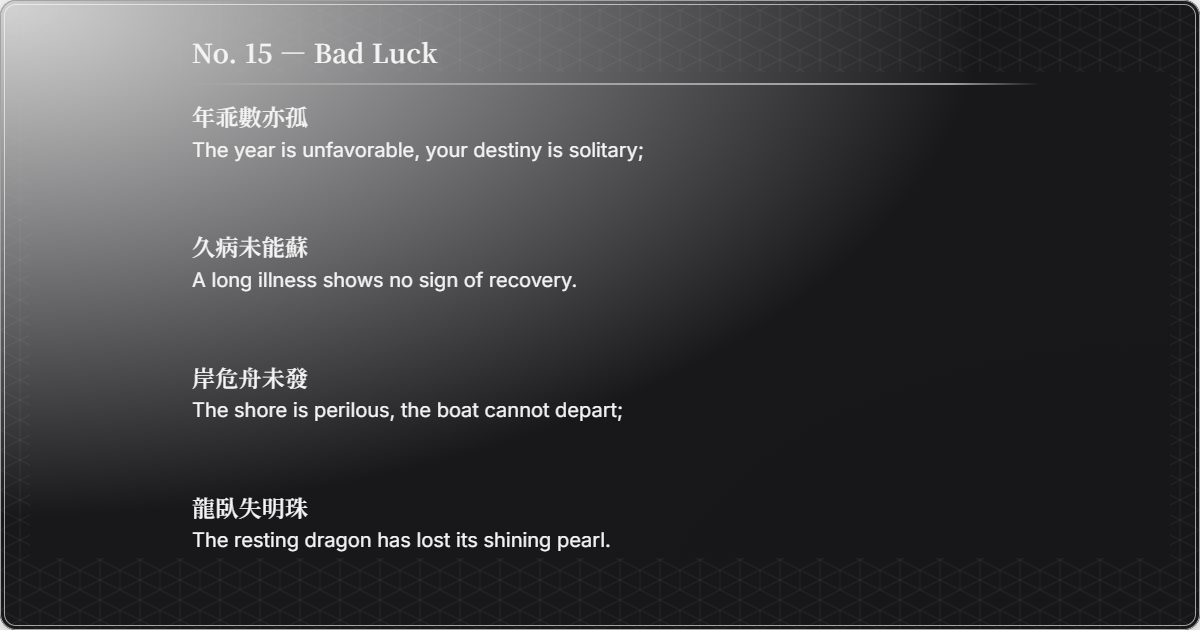 No. 15 — Bad Luck
年乖數亦孤
The year is unfavorable, your destiny is solitary;
久病未能蘇
A long illness shows no sign of recovery.
岸危舟未發
The shore is perilous, the boat cannot depart;
龍臥失明珠
The resting dragon has lost its shining pearl.